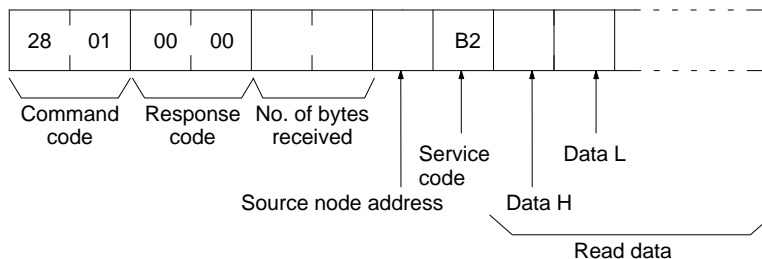 28 01 00 00 B2
Command code
Response code
No. of bytes received
Service code
Data L
Source node address
Data H
Read data